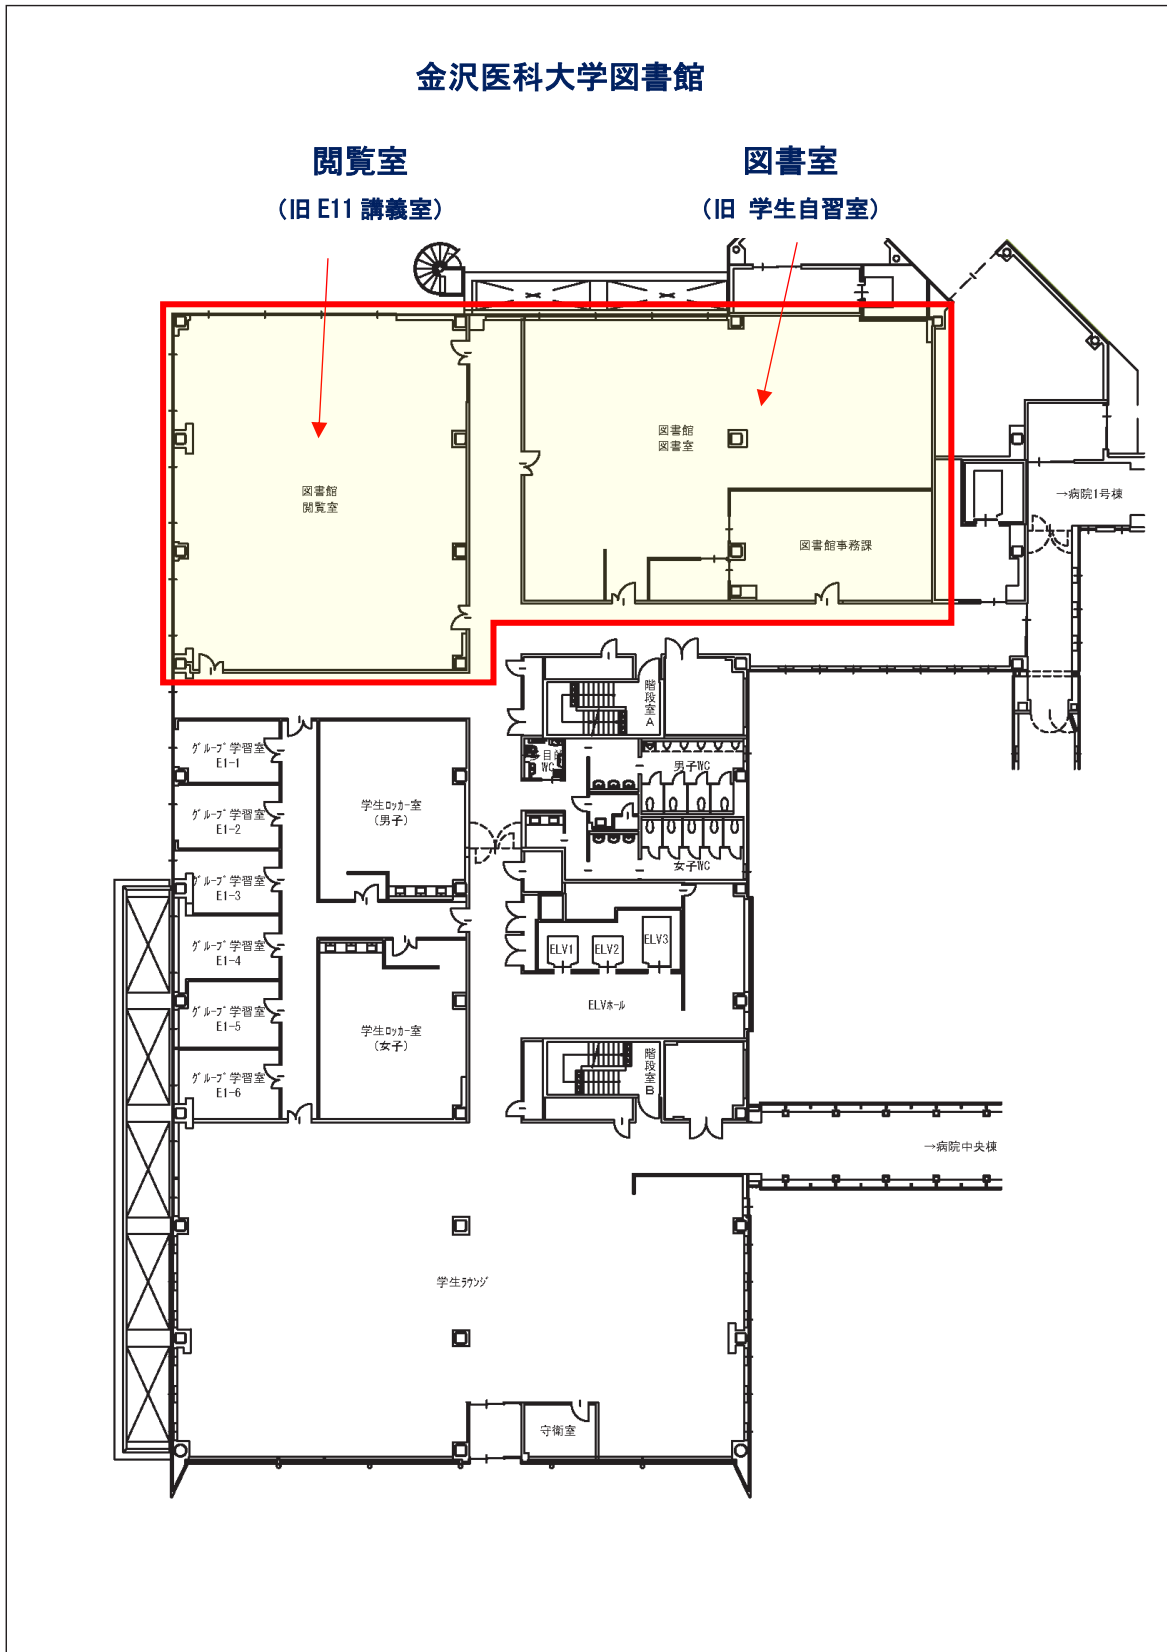 金沢医科大学図書館
閲覧室
（旧 E11 講義室）
図書室
（旧 学生自習室）
図書館
閲覧室
図書館
図書室
図書館事務課
→病院1号棟
階段室A
多目的
WC
男子WC
女子WC
グループ学習室
E1-1
グループ学習室
E1-2
グループ学習室
E1-3
グループ学習室
E1-4
グループ学習室
E1-5
グループ学習室
E1-6
学生ロッカー室
（男子）
学生ロッカー室
（女子）
ELV1
ELV2
ELV3
ELVホール
階段室B
→病院中央棟
学生ラウンジ
守衛室